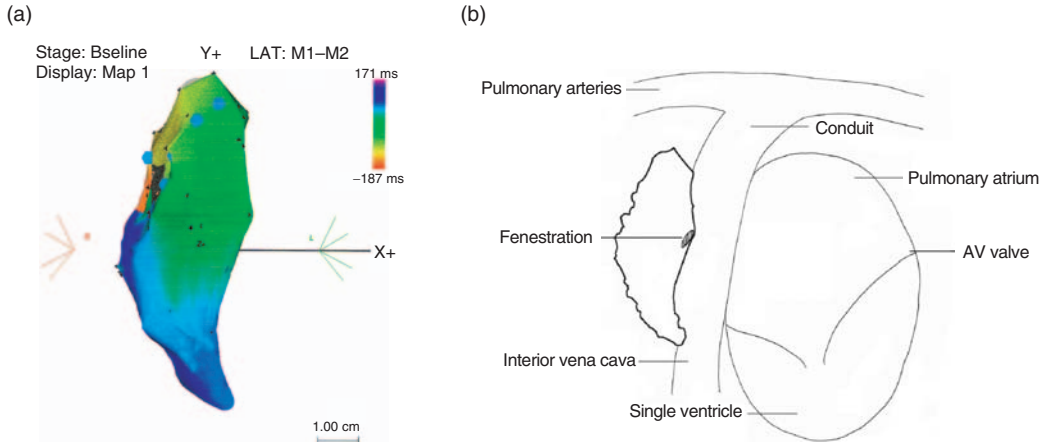 (a)
Stage: Bseline Y+ LAT: M1–M2
Display: Map 1
171 ms
–187 ms
X+
1.00 cm
(b)
Pulmonary arteries
Conduit
Pulmonary atrium
Fenestration
AV valve
Interior vena cava
Single ventricle